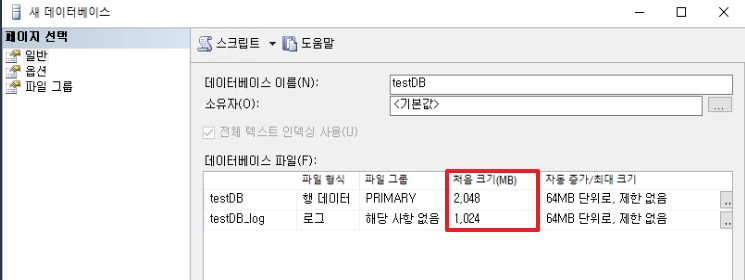 새 데이터베이스
페이지 선택
일반
옵션
파일 그룹
스크립트 도움말
데이터베이스 이름(N): testDB
소유자(O): <기본값> ...
전체 텍스트 인덱싱 사용(U)
데이터베이스 파일(F):
파일 형식 파일 그룹 처음 크기(MB) 자동 증가/최대 크기
testDB 행 데이터 PRIMARY 2,048 64MB 단위로, 제한 없음 ..
testDB_log 로그 해당 사항 없음 1,024 64MB 단위로, 제한 없음 ..